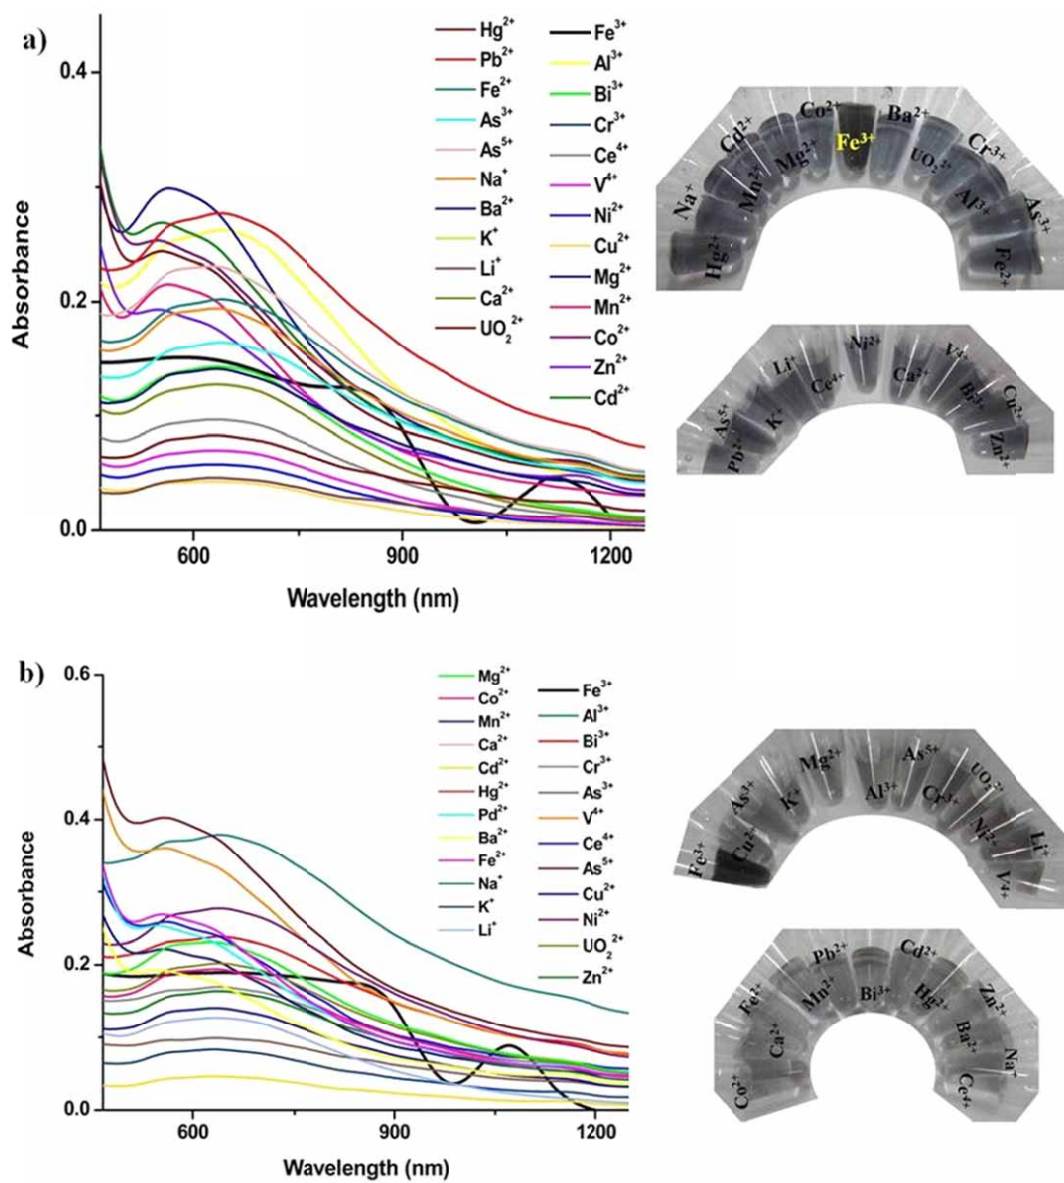 a)
Absorbance
0.4
0.2
0.0
600
900
1200
Wavelength (nm)
Hg²⁺
Pb²⁺
Fe²⁺
As³⁺
As⁵⁺
Na⁺
Ba²⁺
K⁺
Li⁺
Ca²⁺
UO₂²⁺
Fe³⁺
Al³⁺
Bi³⁺
Cr³⁺
Ce⁴⁺
V⁴⁺
Ni²⁺
Cu²⁺
Mg²⁺
Mn²⁺
Co²⁺
Zn²⁺
Cd²⁺
Hg²⁺
Na⁺
Mn²⁺
Cd²⁺
Mg²⁺
Co²⁺
Fe³⁺
Ba²⁺
UO₂²⁺
Cr³⁺
Al³⁺
As³⁺
Fe²⁺
Pb²⁺
As⁵⁺
K⁺
Li⁺
Ce⁴⁺
Ni²⁺
Ca²⁺
V⁴⁺
Bi³⁺
Cu²⁺
Zn²⁺
b)
Absorbance
0.6
0.4
0.2
0.0
600
900
1200
Wavelength (nm)
Mg²⁺
Co²⁺
Mn²⁺
Ca²⁺
Cd²⁺
Hg²⁺
Pd²⁺
Ba²⁺
Fe²⁺
Na⁺
K⁺
Li⁺
Fe³⁺
Al³⁺
Bi³⁺
Cr³⁺
As³⁺
V⁴⁺
Ce⁴⁺
As⁵⁺
Cu²⁺
Ni²⁺
UO₂²⁺
Zn²⁺
Fe³⁺
Cu²⁺
As³⁺
K⁺
Mg²⁺
Al³⁺
As⁵⁺
Cr³⁺
UO₂²⁺
Ni²⁺
Li⁺
V⁴⁺
Co²⁺
Ca²⁺
Fe²⁺
Mn²⁺
Pb²⁺
Bi³⁺
Cd²⁺
Hg²⁺
Zn²⁺
Ba²⁺
Na⁺
Ce⁴⁺